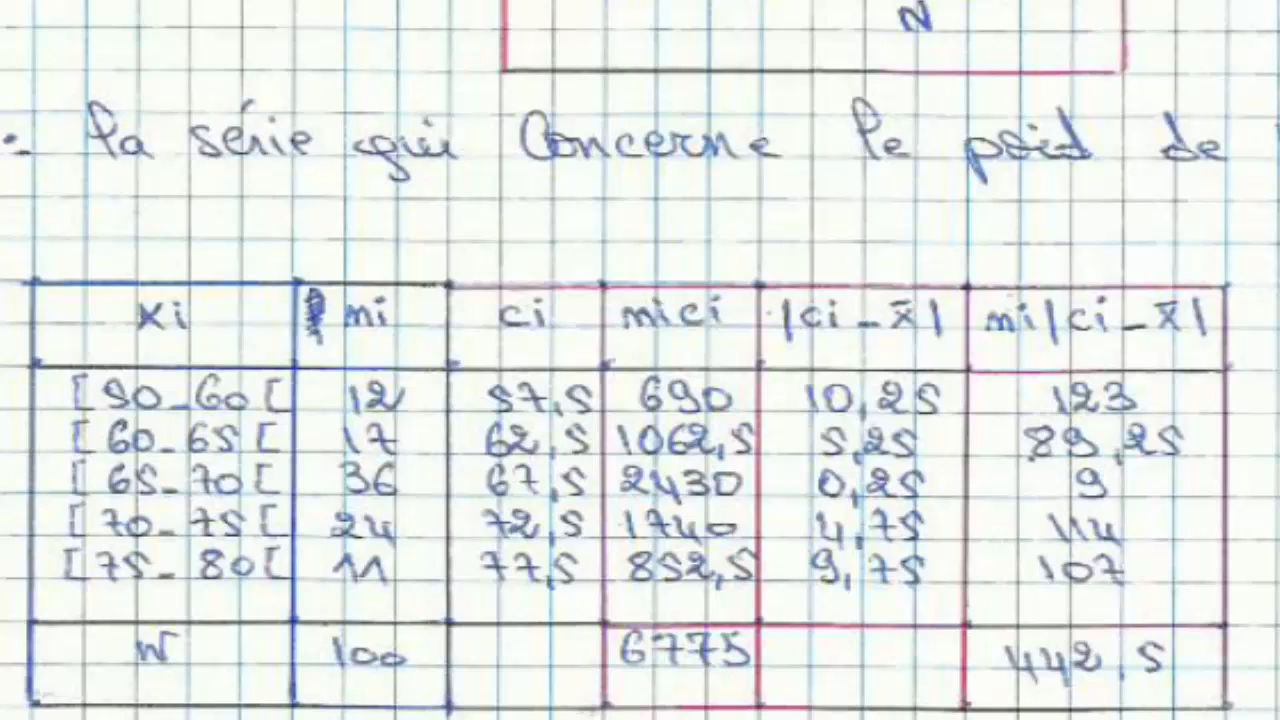 N
la série qui concerne le poid de
xi ni ci nici |ci - x̄| ni|ci - x̄|
[50-60[ 12 57,5 690 10,25 123
[60-65[ 17 62,5 1062,5 5,25 89,25
[65-70[ 36 67,5 2430 0,25 9
[70-75[ 24 72,5 1740 4,75 114
[75-80[ 11 77,5 852,5 9,75 107
N 100 6775 442,5